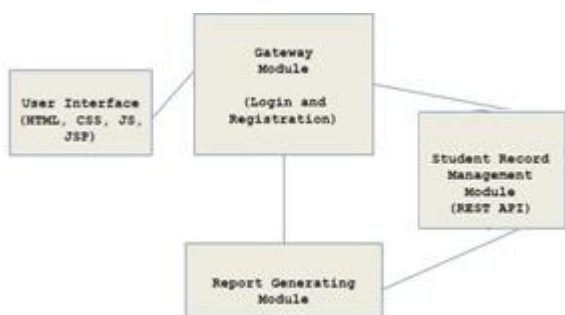 Gateway
Module
(Login and
Registration)
User Interface
(HTML, CSS, JS,
JSP)
Student Record
Management
Module
(REST API)
Report Generating
Module